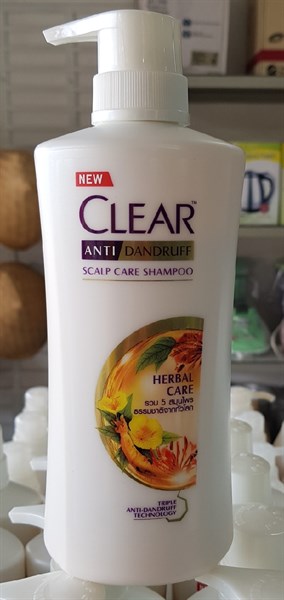 NEW
CLEAR™
ANTI / DANDRUFF
SCALP CARE SHAMPOO
HERBAL
CARE
รวม 5 สมุนไพร
ธรรมชาติจากทั่วโลก
TRIPLE
ANTI-DANDRUFF
TECHNOLOGY